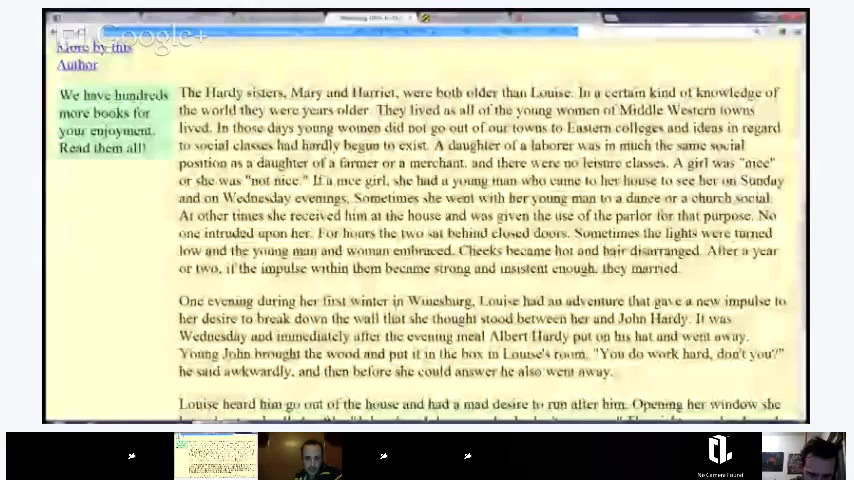 Google+
More by this
Author
We have hundreds
more books for
your enjoyment.
Read them all!
The Hardy sisters, Mary and Harriet, were both older than Louise. In a certain kind of knowledge of
the world they were years older. They lived as all of the young women of Middle Western towns
lived. In those days young women did not go out of our towns to Eastern colleges and ideas in regard
to social classes had hardly begun to exist. A daughter of a laborer was in much the same social
position as a daughter of a farmer or a merchant, and there were no leisure classes. A girl was "nice"
or she was "not nice." If a nice girl, she had a young man who came to her house to see her on Sunday
and on Wednesday evenings. Sometimes she went with her young man to a dance or a church social.
At other times she received him at the house and was given the use of the parlor for that purpose. No
one intruded upon her. For hours the two sat behind closed doors. Sometimes the lights were turned
low and the young man and woman embraced. Cheeks became hot and hair disarranged. After a year
or two, if the impulse within them became strong and insistent enough, they married.
One evening during her first winter in Winesburg, Louise had an adventure that gave a new impulse to
her desire to break down the wall that she thought stood between her and John Hardy. It was
Wednesday and immediately after the evening meal Albert Hardy put on his hat and went away.
Young John brought the wood and put it in the box in Louise's room. "You do work hard, don't you?"
he said awkwardly, and then before she could answer he also went away.
Louise heard him go out of the house and had a mad desire to run after him. Opening her window she
No Camera Found